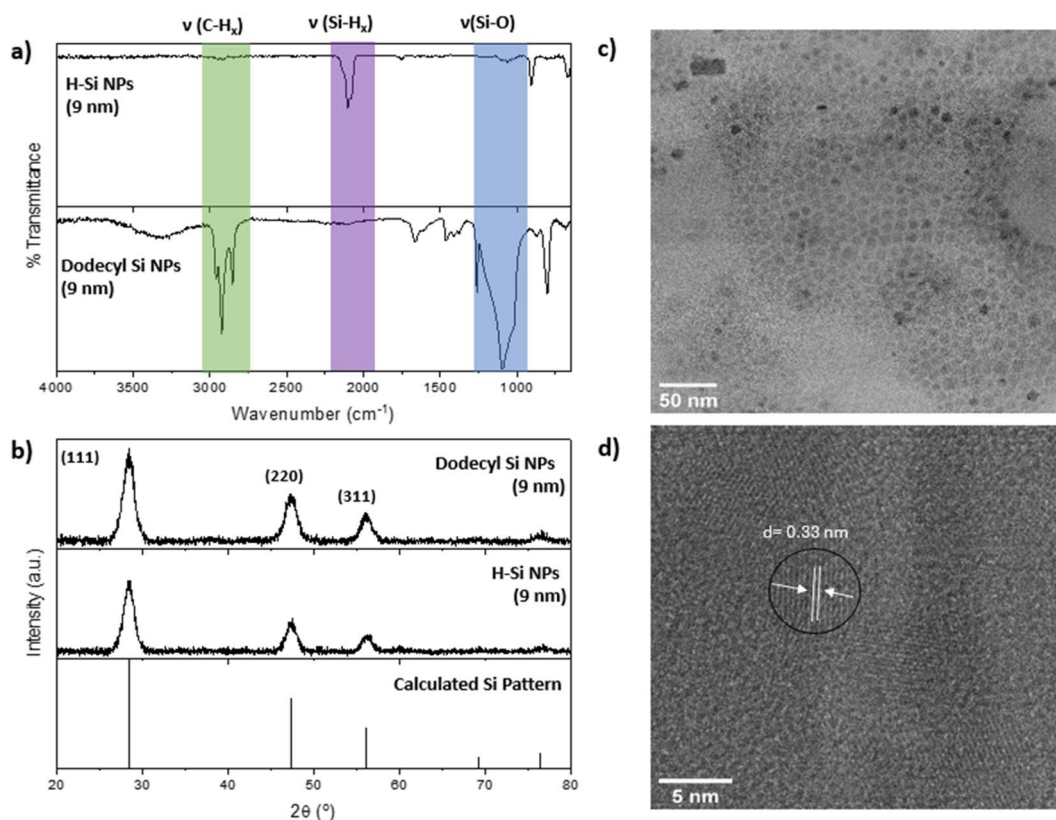 ν (C-Hₓ) ν (Si-Hₓ) ν(Si-O)
a)
H-Si NPs
(9 nm)
Dodecyl Si NPs
(9 nm)
% Transmittance
4000 3500 3000 2500 2000 1500 1000
Wavenumber (cm⁻¹)
b)
(111) (220) (311)
Dodecyl Si NPs
(9 nm)
H-Si NPs
(9 nm)
Calculated Si Pattern
Intensity (a.u.)
20 30 40 50 60 70 80
2θ (°)
c)
50 nm
d)
d= 0.33 nm
5 nm